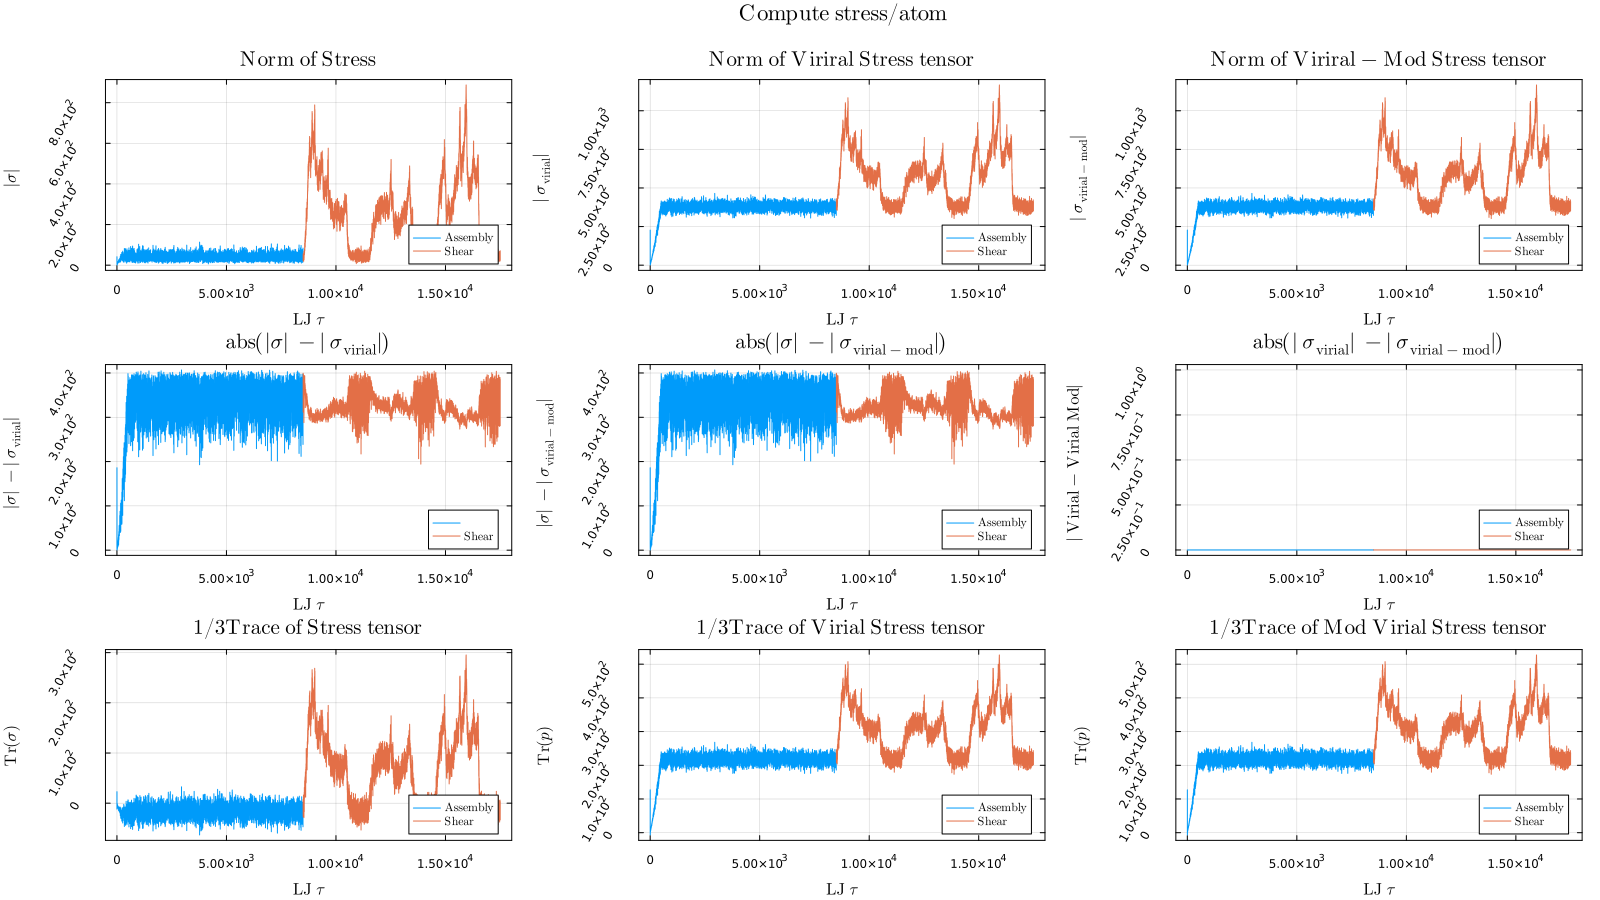 Compute stress/atom
Norm of Stress
|σ|
8.0×10²
6.0×10²
4.0×10²
2.0×10²
0
0 5.00×10³ 1.00×10⁴ 1.50×10⁴
LJ τ
Assembly
Shear
Norm of Viriral Stress tensor
|σ_virial|
1.00×10³
7.50×10²
5.00×10²
2.50×10²
0
0 5.00×10³ 1.00×10⁴ 1.50×10⁴
LJ τ
Assembly
Shear
Norm of Viriral − Mod Stress tensor
|σ_virial−mod|
1.00×10³
7.50×10²
5.00×10²
2.50×10²
0
0 5.00×10³ 1.00×10⁴ 1.50×10⁴
LJ τ
Assembly
Shear
abs(|σ| − |σ_virial|)
|σ| − |σ_virial|
4.0×10²
3.0×10²
2.0×10²
1.0×10²
0
0 5.00×10³ 1.00×10⁴ 1.50×10⁴
LJ τ
Shear
abs(|σ| − |σ_virial−mod|)
|σ| − |σ_virial−mod|
4.0×10²
3.0×10²
2.0×10²
1.0×10²
0
0 5.00×10³ 1.00×10⁴ 1.50×10⁴
LJ τ
Assembly
Shear
abs(|σ_virial| − |σ_virial−mod|)
| Virial − Virial Mod|
1.00×10⁰
7.50×10⁻¹
5.00×10⁻¹
2.50×10⁻¹
0
0 5.00×10³ 1.00×10⁴ 1.50×10⁴
LJ τ
Assembly
Shear
1/3Trace of Stress tensor
Tr(σ)
3.0×10²
2.0×10²
1.0×10²
0
0 5.00×10³ 1.00×10⁴ 1.50×10⁴
LJ τ
Assembly
Shear
1/3Trace of Virial Stress tensor
Tr(p)
5.0×10²
4.0×10²
3.0×10²
2.0×10²
1.0×10²
0
0 5.00×10³ 1.00×10⁴ 1.50×10⁴
LJ τ
Assembly
Shear
1/3Trace of Mod Virial Stress tensor
Tr(p)
5.0×10²
4.0×10²
3.0×10²
2.0×10²
1.0×10²
0
0 5.00×10³ 1.00×10⁴ 1.50×10⁴
LJ τ
Assembly
Shear